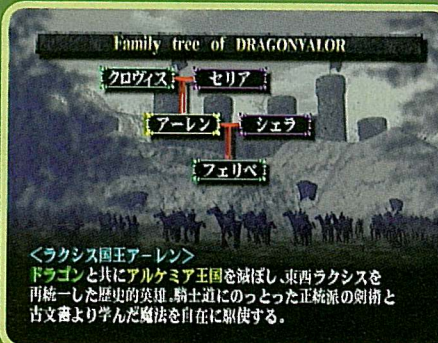 Family tree of DRAGONVALOR
クロヴィス セリア
アーレン シェラ
フェリペ
＜ラクシス国王アーレン＞
ドラゴンと共にアルケミア王国を滅ぼし、東西ラクシスを
再統一した歴史的英雄。騎士道にのっとった正統派の剣術と
古文書より学んだ魔法を自在に駆使する。